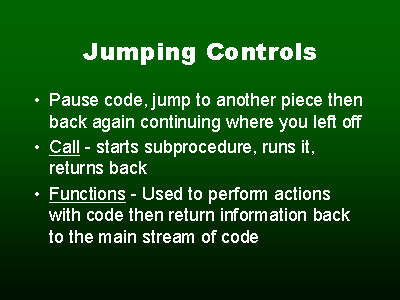 Jumping Controls
• Pause code, jump to another piece then
back again continuing where you left off
• Call - starts subprocedure, runs it,
returns back
• Functions - Used to perform actions
with code then return information back
to the main stream of code